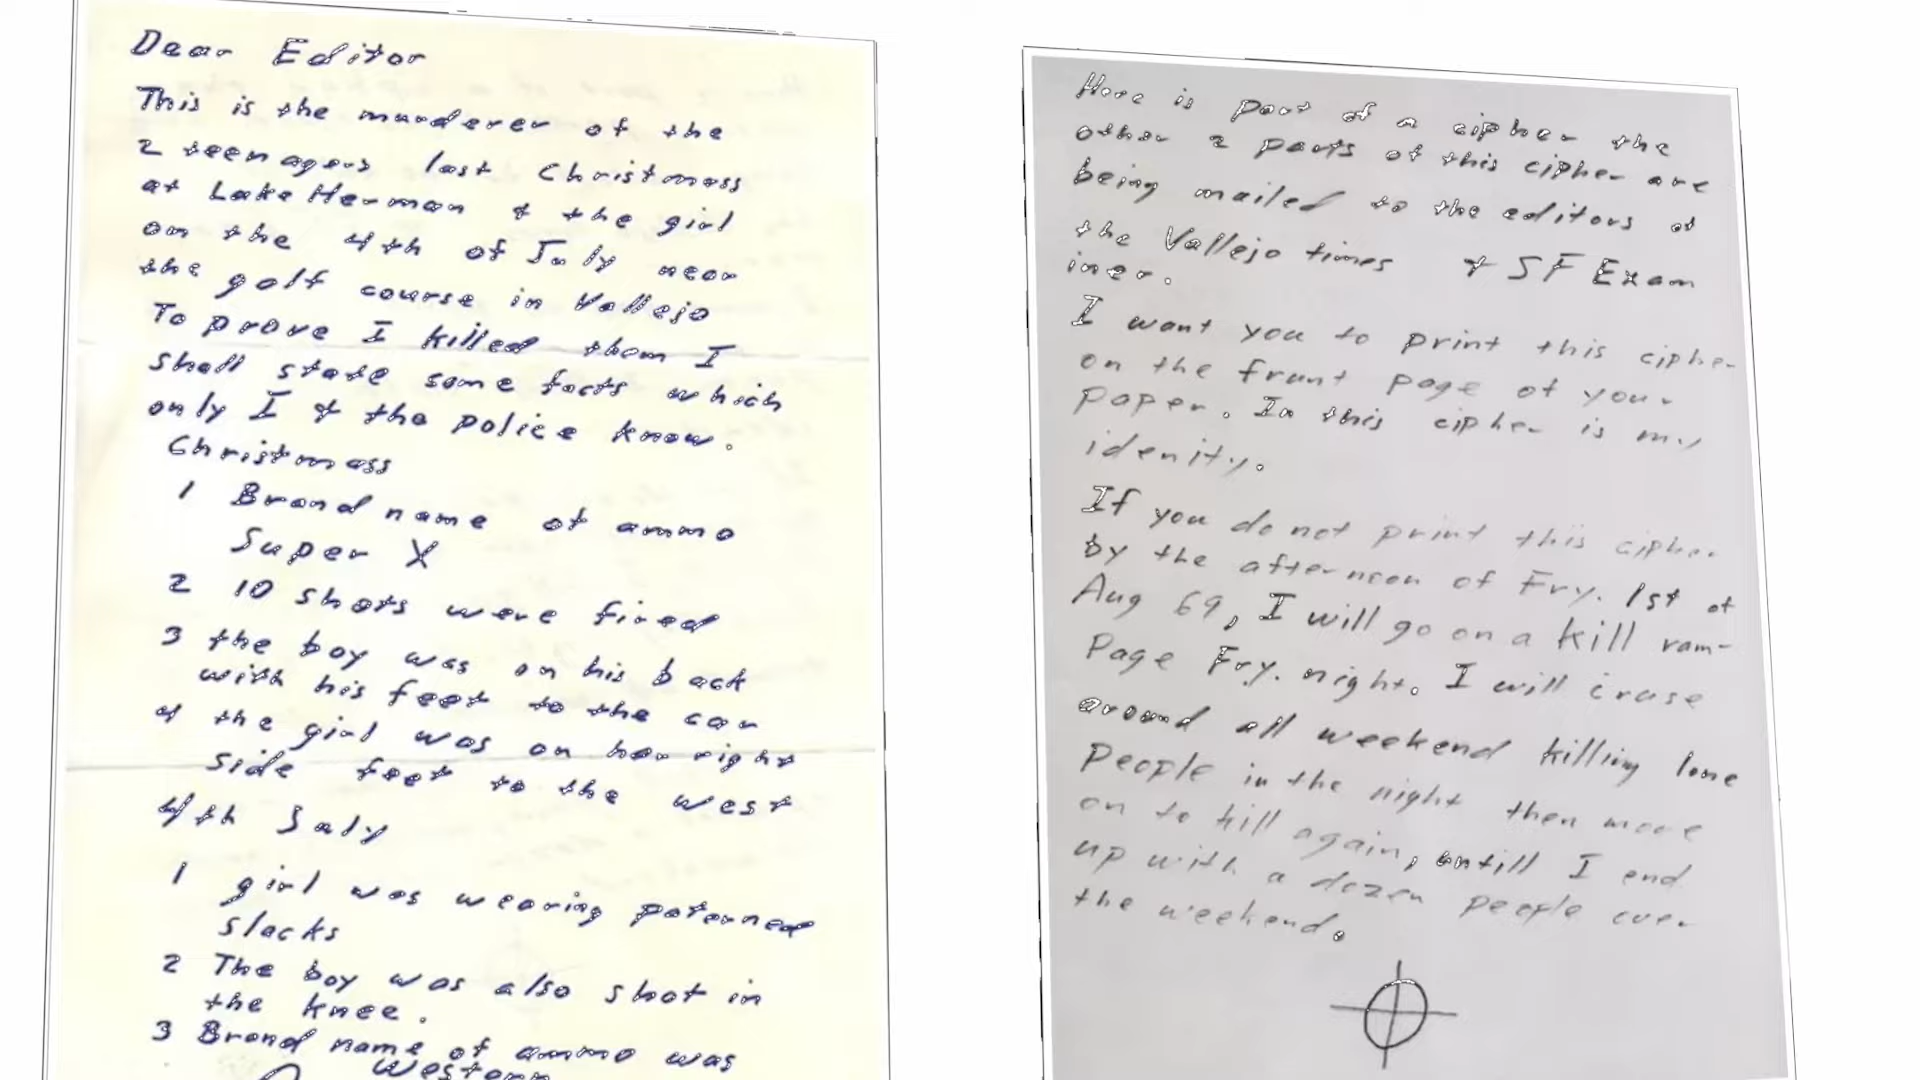 Dear Editor
This is the murderer of the
2 teenagers last Christmass
at Lake Herman & the girl
on the 4th of July near
the golf course in Vallejo
To prove I killed them I
shall state some facts which
only I & the police know.
Christmass
1 Brand name of ammo
Super X
2 10 shots were fired
3 the boy was on his back
with his feet to the car
4 the girl was on her right
side feet to the west
4th July
1 girl was wearing paterned
slacks
2 The boy was also shot in
the knee.
3 Brand name of ammo was
Western
Here is part of a cipher the
other 2 parts of this cipher are
being mailed to the editors of
the Vallejo times & SF Exam
iner.
I want you to print this cipher
on the frunt page of your
paper. In this cipher is my
idenity.
If you do not print this cipher
by the afternoon of Fry. 1st of
Aug 69, I will go on a kill ram-
Page Fry. night. I will cruse
around all weekend killing lone
people in the night then move
on to kill again, untill I end
up with a dozen people over
the weekend.